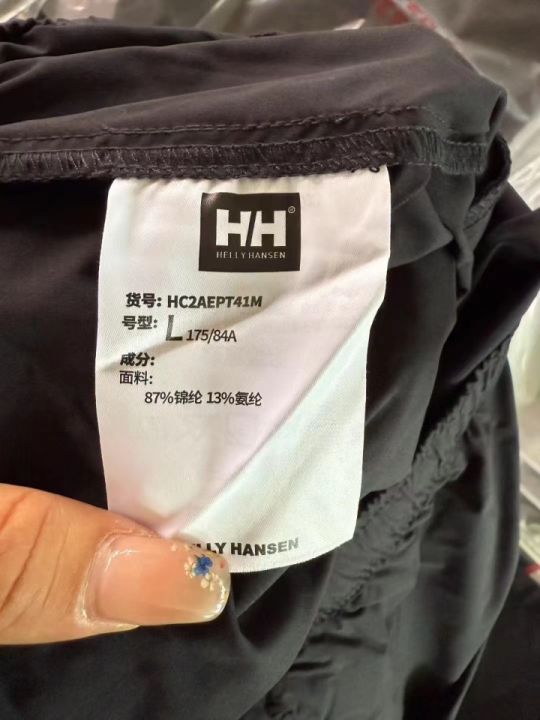 H/H®
HELLY HANSEN
货号: HC2AEPT41M
号型: L 175/84A
成分:
面料:
87%锦纶 13%氨纶
HANSEN